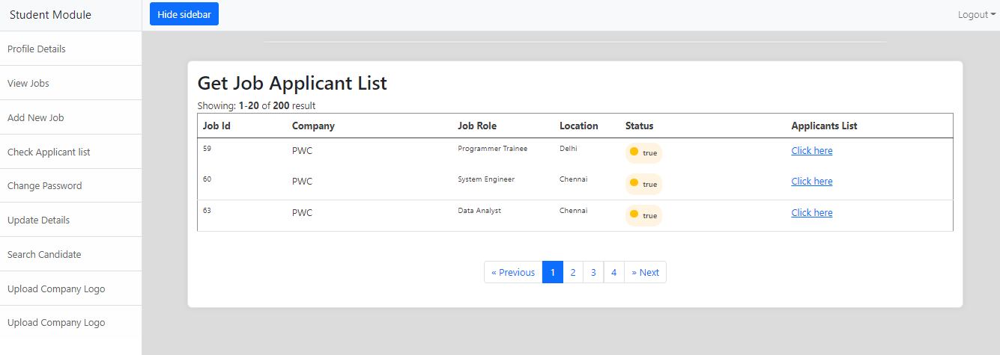 Student Module
Hide sidebar
Logout
Profile Details
View Jobs
Add New Job
Check Applicant list
Change Password
Update Details
Search Candidate
Upload Company Logo
Upload Company Logo
Get Job Applicant List
Showing: 1-20 of 200 result
Job Id Company Job Role Location Status Applicants List
59 PWC Programmer Trainee Delhi true Click here
60 PWC System Engineer Chennai true Click here
63 PWC Data Analyst Chennai true Click here
« Previous 1 2 3 4 » Next